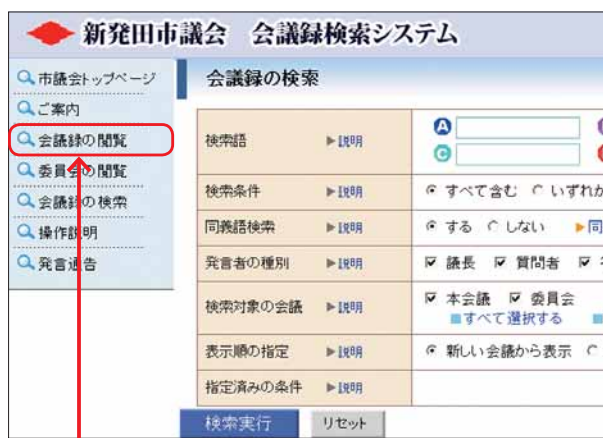 新発田市議会 会議録検索システム
市議会トップページ
ご案内
会議録の閲覧
委員会の閲覧
会議録の検索
操作説明
発言通告
会議録の検索
検索語 ▶説明 A
C
検索条件 ▶説明 すべて含む いずれか
同義語検索 ▶説明 する しない ▶同
発言者の種別 ▶説明 議長 質問者
検索対象の会議 ▶説明 本会議 委員会
■すべて選択する ■
表示順の指定 ▶説明 新しい会議から表示
指定済みの条件 ▶説明
検索実行 リセット